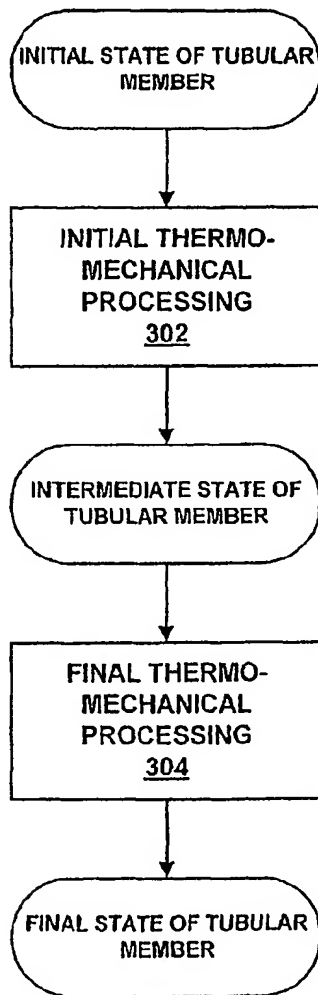 INITIAL STATE OF TUBULAR
MEMBER
INITIAL THERMO-
MECHANICAL
PROCESSING
302
INTERMEDIATE STATE OF
TUBULAR MEMBER
FINAL THERMO-
MECHANICAL
PROCESSING
304
FINAL STATE OF TUBULAR
MEMBER